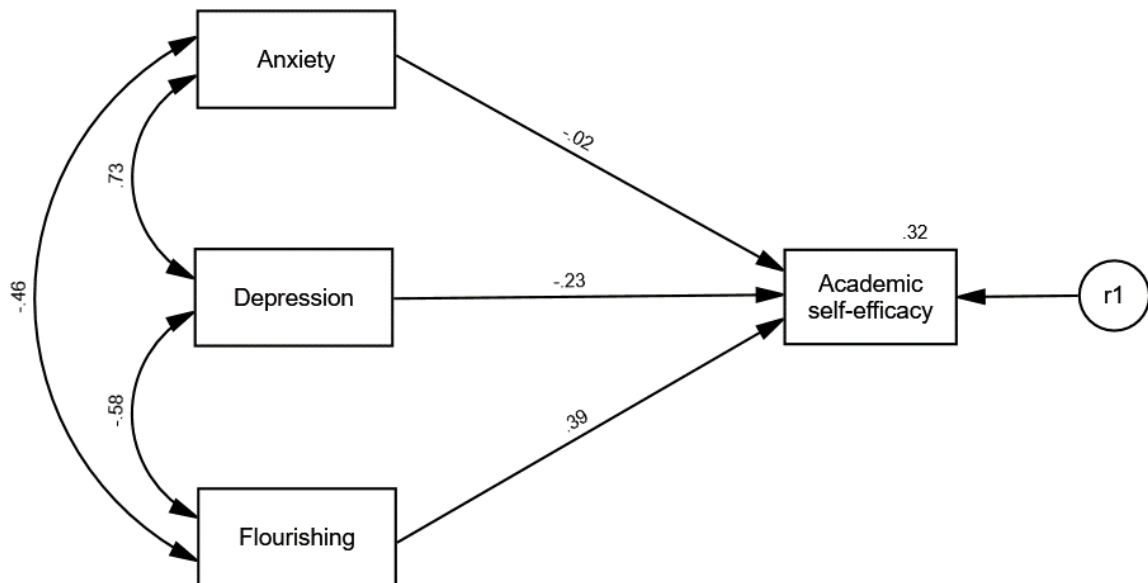 Anxiety
-.02
.73
.32
-.46
Depression
-.23
Academic
self-efficacy
r1
-.58
.39
Flourishing